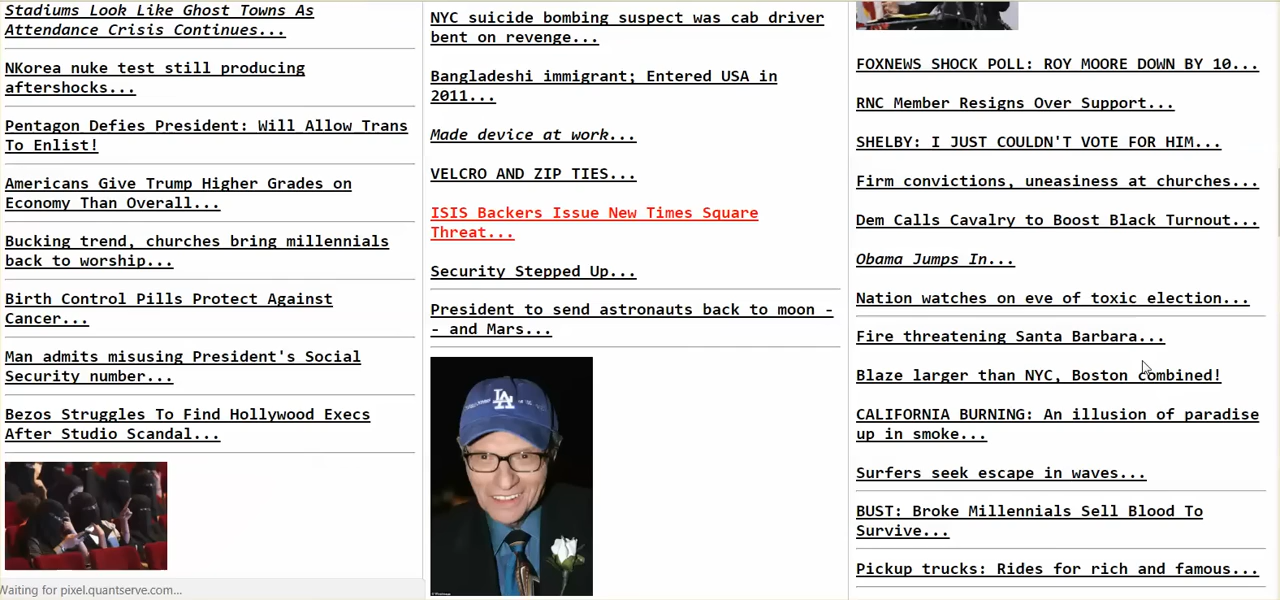 Stadiums Look Like Ghost Towns As
Attendance Crisis Continues...
NKorea nuke test still producing
aftershocks...
Pentagon Defies President: Will Allow Trans
To Enlist!
Americans Give Trump Higher Grades on
Economy Than Overall...
Bucking trend, churches bring millennials
back to worship...
Birth Control Pills Protect Against
Cancer...
Man admits misusing President's Social
Security number...
Bezos Struggles To Find Hollywood Execs
After Studio Scandal...
Waiting for pixel.quantserve.com...
NYC suicide bombing suspect was cab driver
bent on revenge...
Bangladeshi immigrant; Entered USA in
2011...
Made device at work...
VELCRO AND ZIP TIES...
ISIS Backers Issue New Times Square
Threat...
Security Stepped Up...
President to send astronauts back to moon -
- and Mars...
LA
FOXNEWS SHOCK POLL: ROY MOORE DOWN BY 10...
RNC Member Resigns Over Support...
SHELBY: I JUST COULDN'T VOTE FOR HIM...
Firm convictions, uneasiness at churches...
Dem Calls Cavalry to Boost Black Turnout...
Obama Jumps In...
Nation watches on eve of toxic election...
Fire threatening Santa Barbara...
Blaze larger than NYC, Boston combined!
CALIFORNIA BURNING: An illusion of paradise
up in smoke...
Surfers seek escape in waves...
BUST: Broke Millennials Sell Blood To
Survive...
Pickup trucks: Rides for rich and famous...